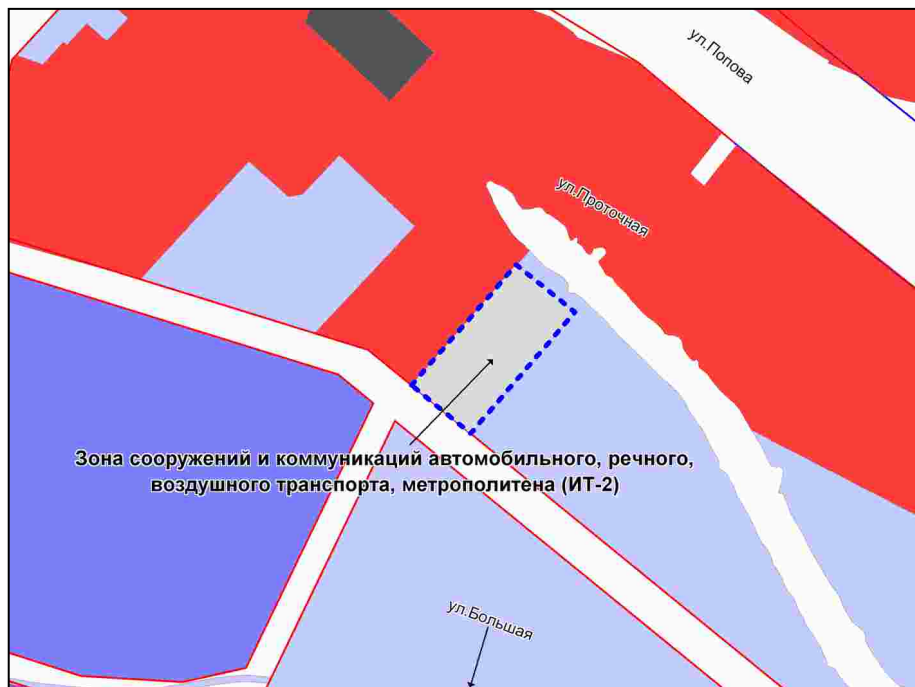 ул.Попова
ул.Проточная
Зона сооружений и коммуникаций автомобильного, речного,
воздушного транспорта, метрополитена (ИТ-2)
ул.Большая